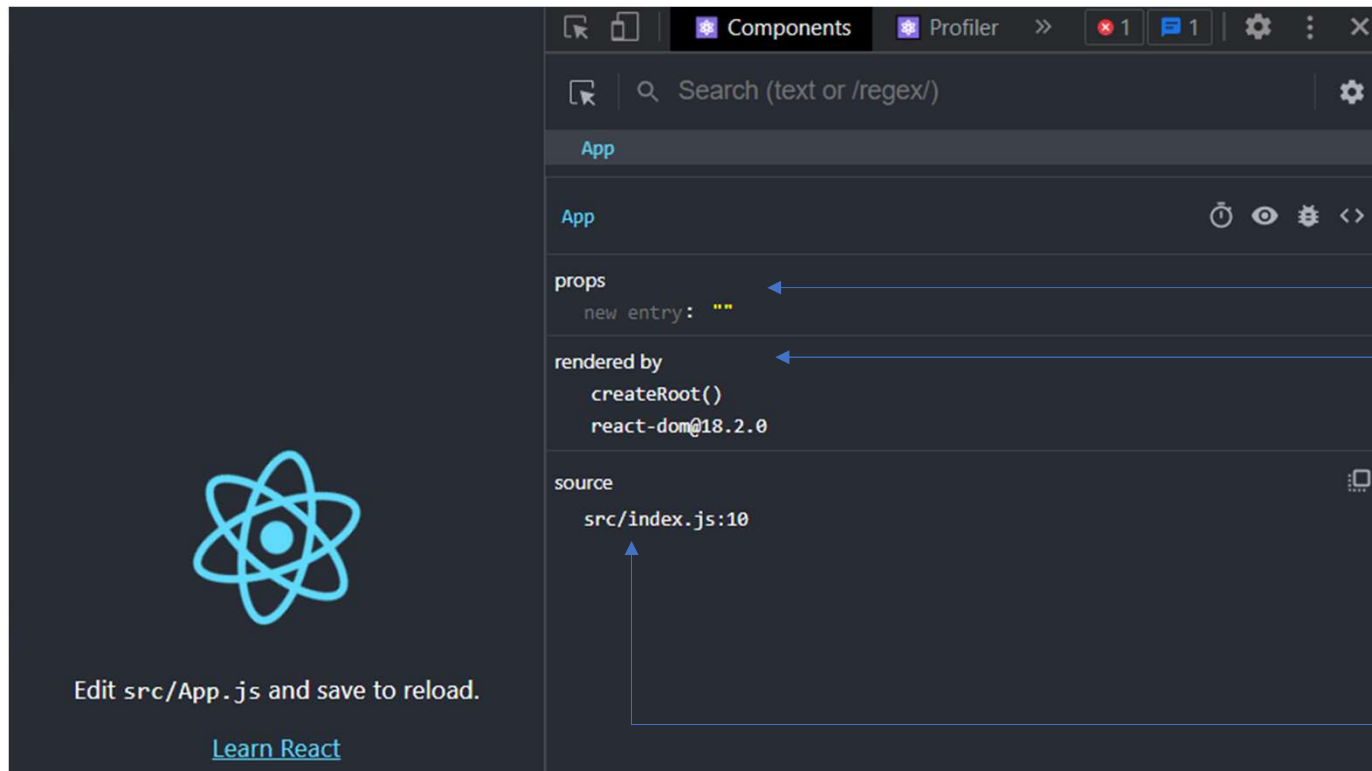 Components
Profiler
»
1
1
Search (text or /regex/)
App
App
props
new entry: ""
rendered by
createRoot()
react-dom@18.2.0
source
src/index.js:10
Edit src/App.js and save to reload.
Learn React